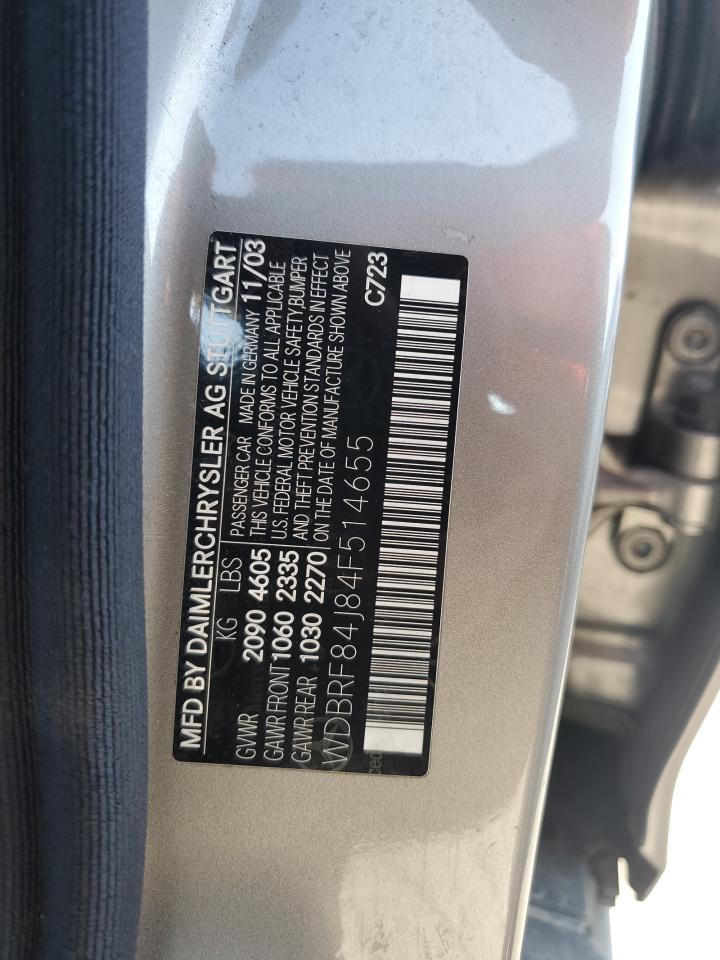 MFD BY DAIMLERCHRYSLER AG STUTTGART
KG LBS
GVWR 2090 4605
GAWR FRONT 1060 2335
GAWR REAR 1030 2270
PASSENGER CAR MADE IN GERMANY 11/03
THIS VEHICLE CONFORMS TO ALL APPLICABLE
U.S. FEDERAL MOTOR VEHICLE SAFETY,BUMPER
AND THEFT PREVENTION STANDARDS IN EFFECT
ON THE DATE OF MANUFACTURE SHOWN ABOVE
WDBRF84J84F514655
C723